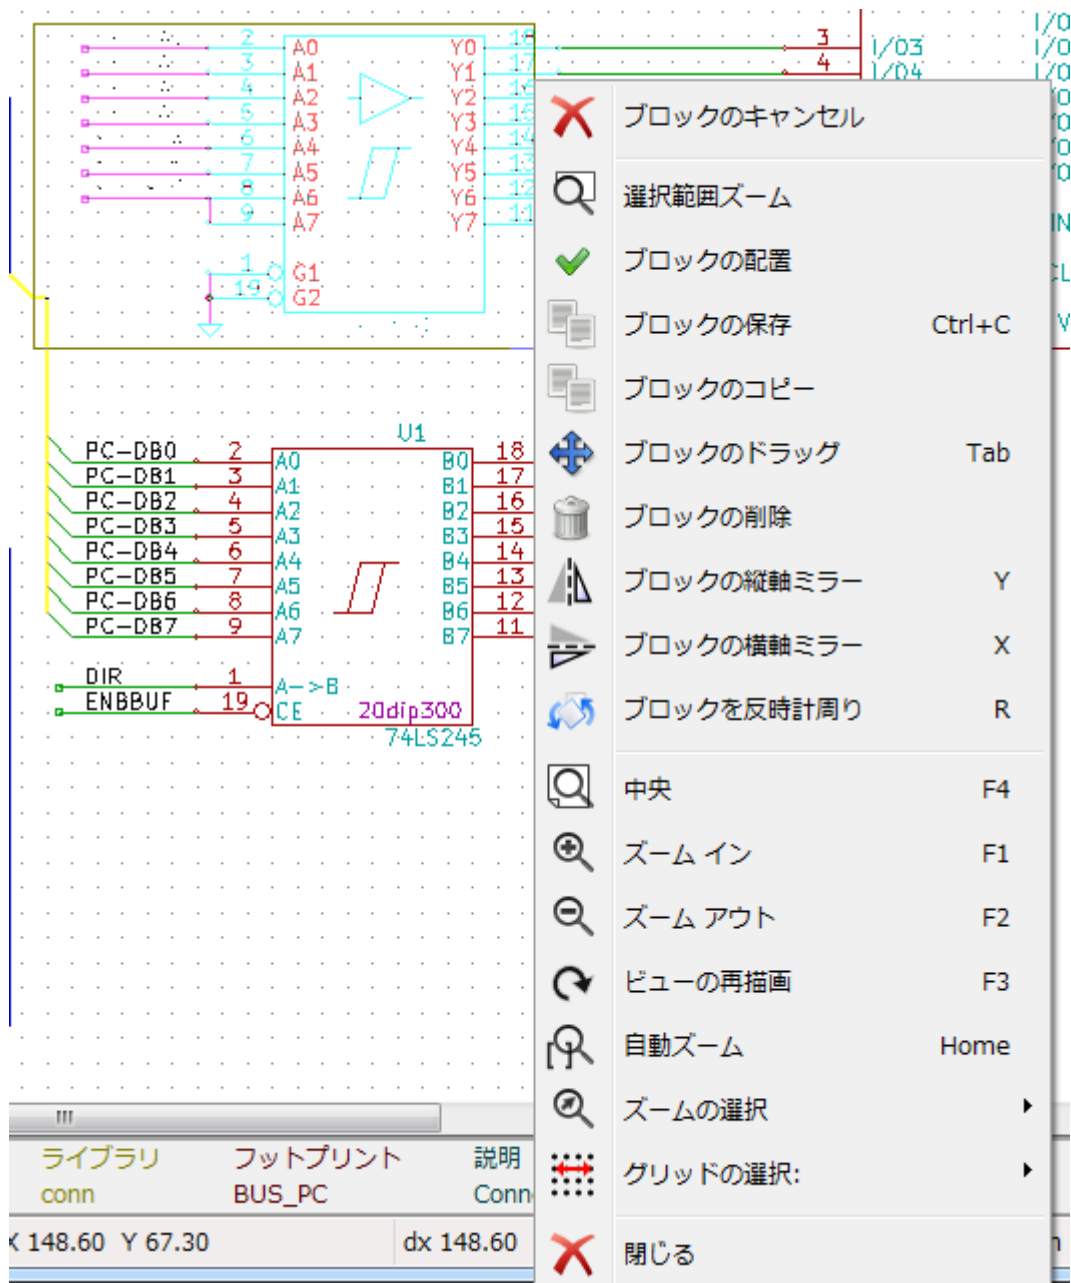 I/O
2 A0 Y0 18 3 I/O3 I/O
3 A1 Y1 17 4 I/O4 I/O
4 A2 Y2
5 A3 Y3 15
6 A4 Y4 14
7 A5 Y5 13
8 A6 Y6 12
9 A7 Y7 11
IN
1 G1
CL
19 G2
V
ブロックのキャンセル
選択範囲ズーム
ブロックの配置
ブロックの保存 Ctrl+C
ブロックのコピー
ブロックのドラッグ Tab
ブロックの削除
ブロックの縦軸ミラー Y
ブロックの横軸ミラー X
ブロックを反時計周り R
中央 F4
ズーム イン F1
ズーム アウト F2
ビューの再描画 F3
自動ズーム Home
ズームの選択
グリッドの選択:
閉じる
U1
PC-DB0 2 A0 B0 18
PC-DB1 3 A1 B1 17
PC-DB2 4 A2 B2 16
PC-DB3 5 A3 B3 15
PC-DB4 6 A4 B4 14
PC-DB5 7 A5 B5 13
PC-DB6 8 A6 B6 12
PC-DB7 9 A7 B7 11
DIR 1 A->B
ENBBUF 19 CE 20dip300
74LS245
ライブラリ フットプリント 説明
conn BUS_PC Conn
X 148.60 Y 67.30 dx 148.60